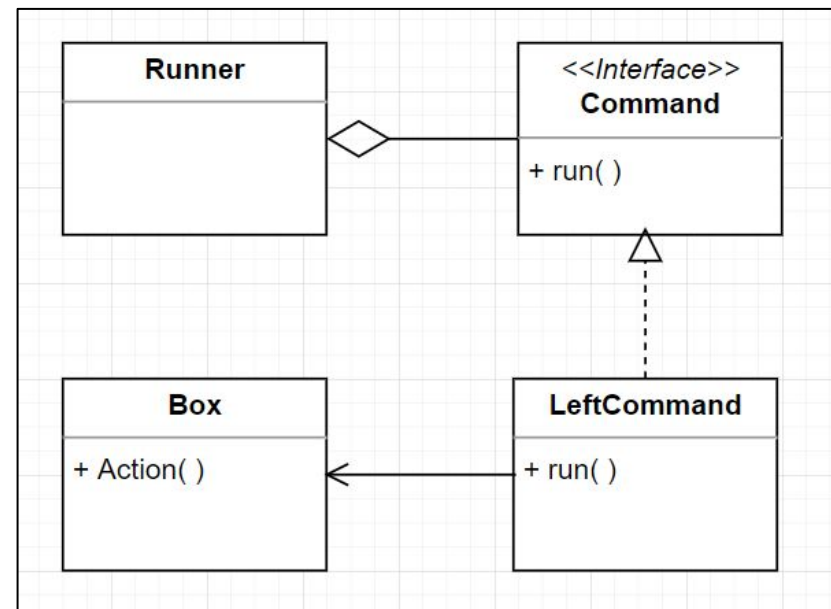 Runner
<<Interface>>
Command
+ run( )
Box
+ Action( )
LeftCommand
+ run( )